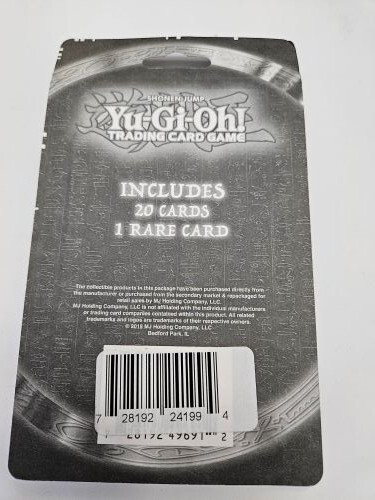 SHONEN JUMP
Yu-Gi-Oh!
TRADING CARD GAME
INCLUDES
20 CARDS
1 RARE CARD
The collectible products in this package have been purchased directly from
the manufacturer or purchased from the secondary market & repackaged for
retail sales by MJ Holding Company, LLC.
MJ Holding Company, LLC is not affiliated with the individual manufacturers
or trading card companies contained within this product. All related
trademarks and logos are trademarks of their respective owners.
© 2018 MJ Holding Company, LLC
Bedford Park, IL
7 28192 24199 4
28192 49691 2